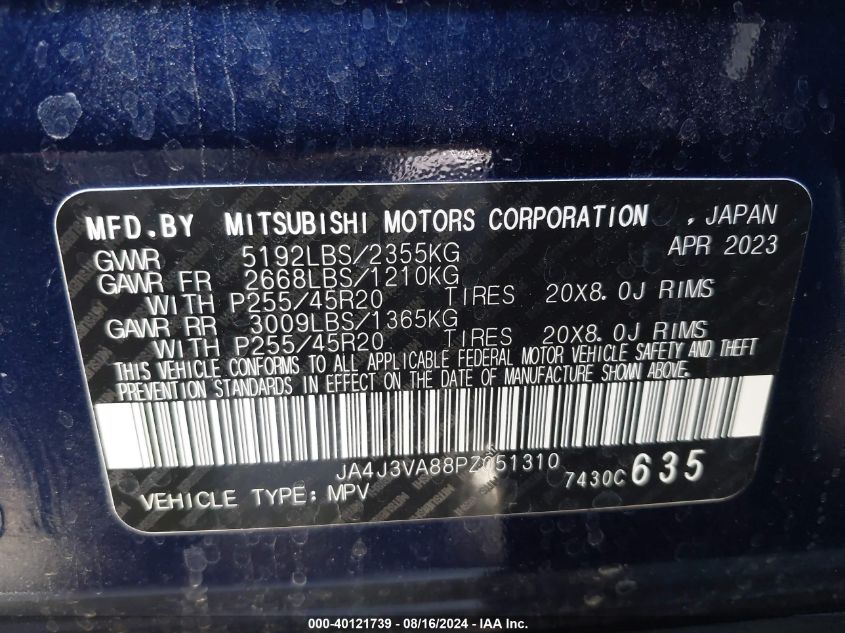 MFD.BY MITSUBISHI MOTORS CORPORATION , JAPAN
GVWR 5192LBS/2355KG APR 2023
GAWR FR 2668LBS/1210KG
WITH P255/45R20 TIRES 20X8.0J RIMS
GAWR RR 3009LBS/1365KG
WITH P255/45R20 TIRES 20X8.0J RIMS
THIS VEHICLE CONFORMS TO ALL APPLICABLE FEDERAL MOTOR VEHICLE SAFETY AND THEFT
PREVENTION STANDARDS IN EFFECT ON THE DATE OF MANUFACTURE SHOWN ABOVE.
JA4J3VA88PZ051310
VEHICLE TYPE: MPV 7430C 635
000-40121739 - 08/16/2024 - © IAA Inc.